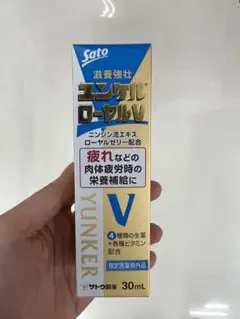 Sato
滋養強壮
ユンケル
ローヤルV
ニンジン流エキス
ローヤルゼリー配合
疲れなどの
肉体疲労時の
栄養補給に
YUNKER
V
4種類の生薬
+各種ビタミン
配合
指定医薬部外品
サトウ製薬
30mL